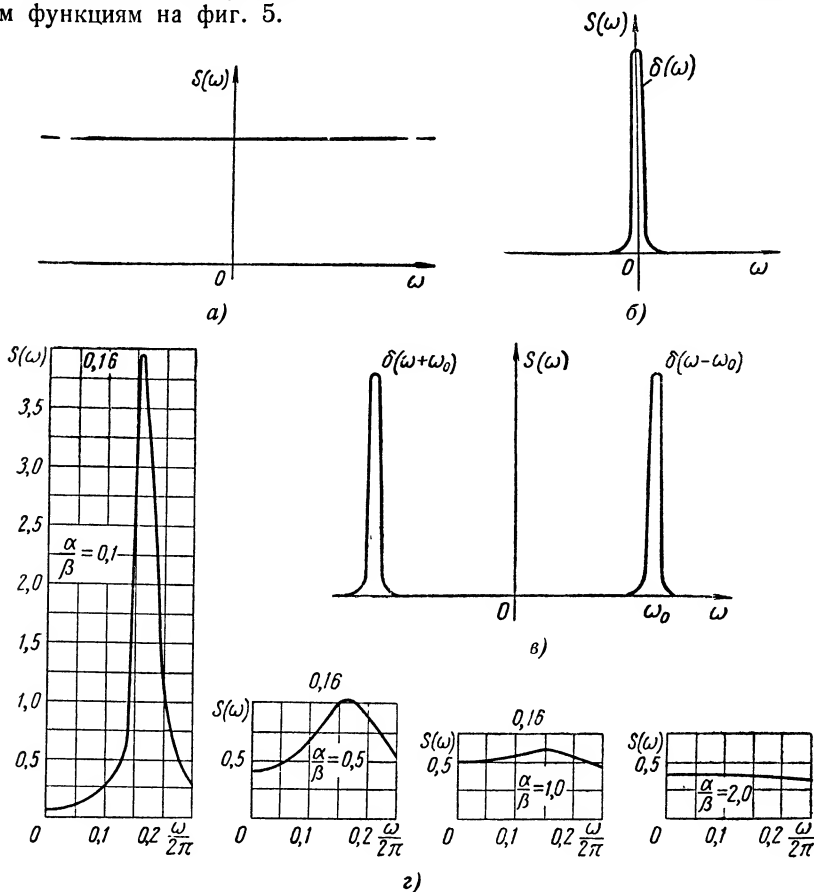 м функциям на фиг. 5.
S(ω)
0
ω
а)
S(ω)
δ(ω)
0
ω
б)
S(ω)
0,16
3,5
3,0
2,5
α/β = 0,1
2,0
1,5
1,0
0,5
0
0,1
0,2
ω/2π
δ(ω+ω₀)
S(ω)
δ(ω−ω₀)
0
ω₀
ω
в)
0,16
S(ω)
0,5
α/β = 0,5
0
0,1
0,2
ω/2π
0,16
S(ω)
0,5
α/β = 1,0
0
0,1
0,2
ω/2π
S(ω)
0,5
α/β = 2,0
0
0,1
0,2
ω/2π
г)